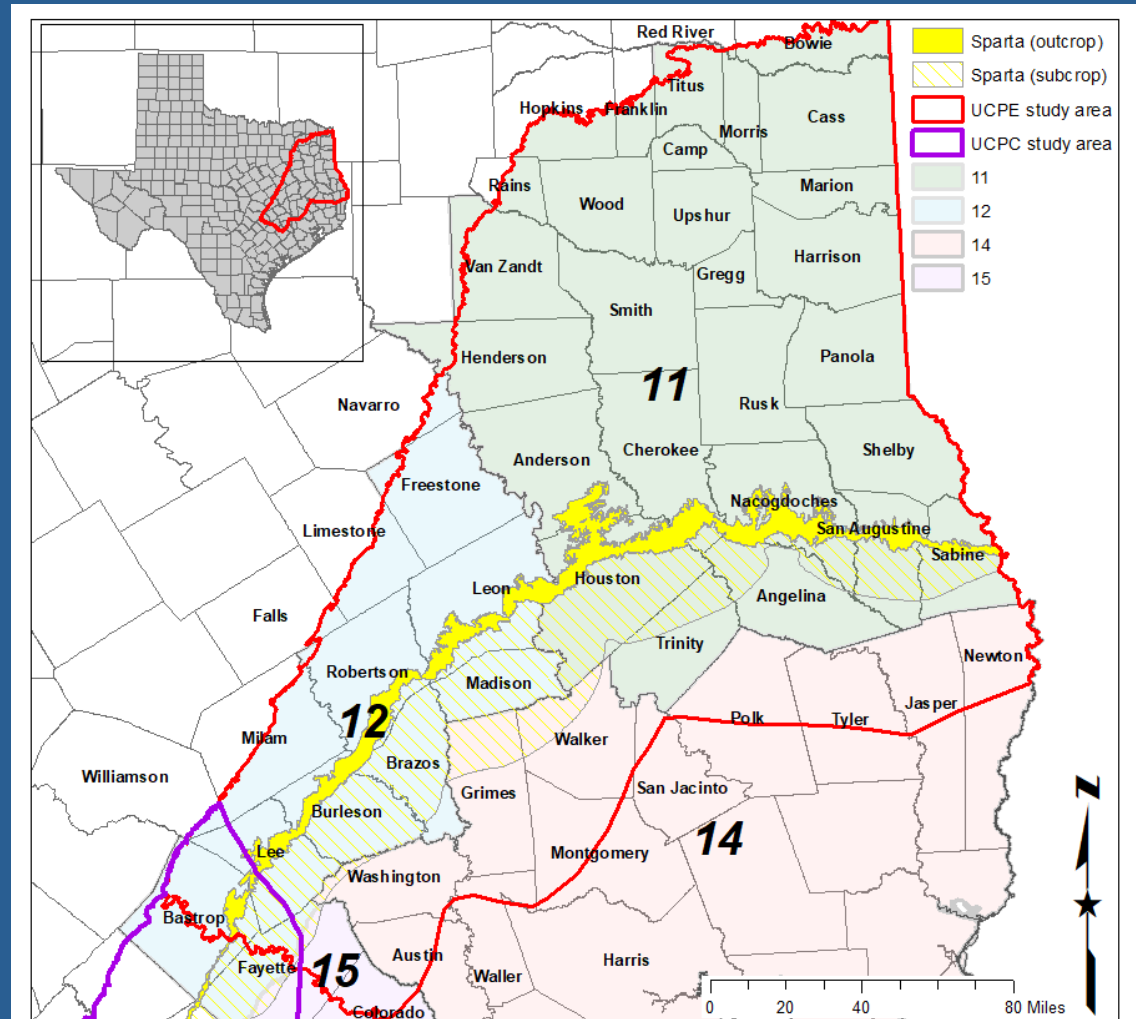 Red River
Bowie
Titus
Hopkins
Franklin
Cass
Morris
Camp
Rains
Marion
Wood
Upshur
Van Zandt
Harrison
Gregg
Smith
Henderson
Panola
Navarro
11
Rusk
Cherokee
Shelby
Anderson
Freestone
Nacogdoches
San Augustine
Limestone
Sabine
Houston
Leon
Angelina
Falls
Trinity
Newton
Robertson
Madison
Jasper
12
Polk
Tyler
Milam
Walker
Brazos
Williamson
San Jacinto
Grimes
Burleson
14
Lee
Montgomery
Washington
Bastrop
Austin
Harris
Fayette
15
Waller
Colorado
Sparta (outcrop)
Sparta (subcrop)
UCPE study area
UCPC study area
11
12
14
15
N
0 20 40 80 Miles